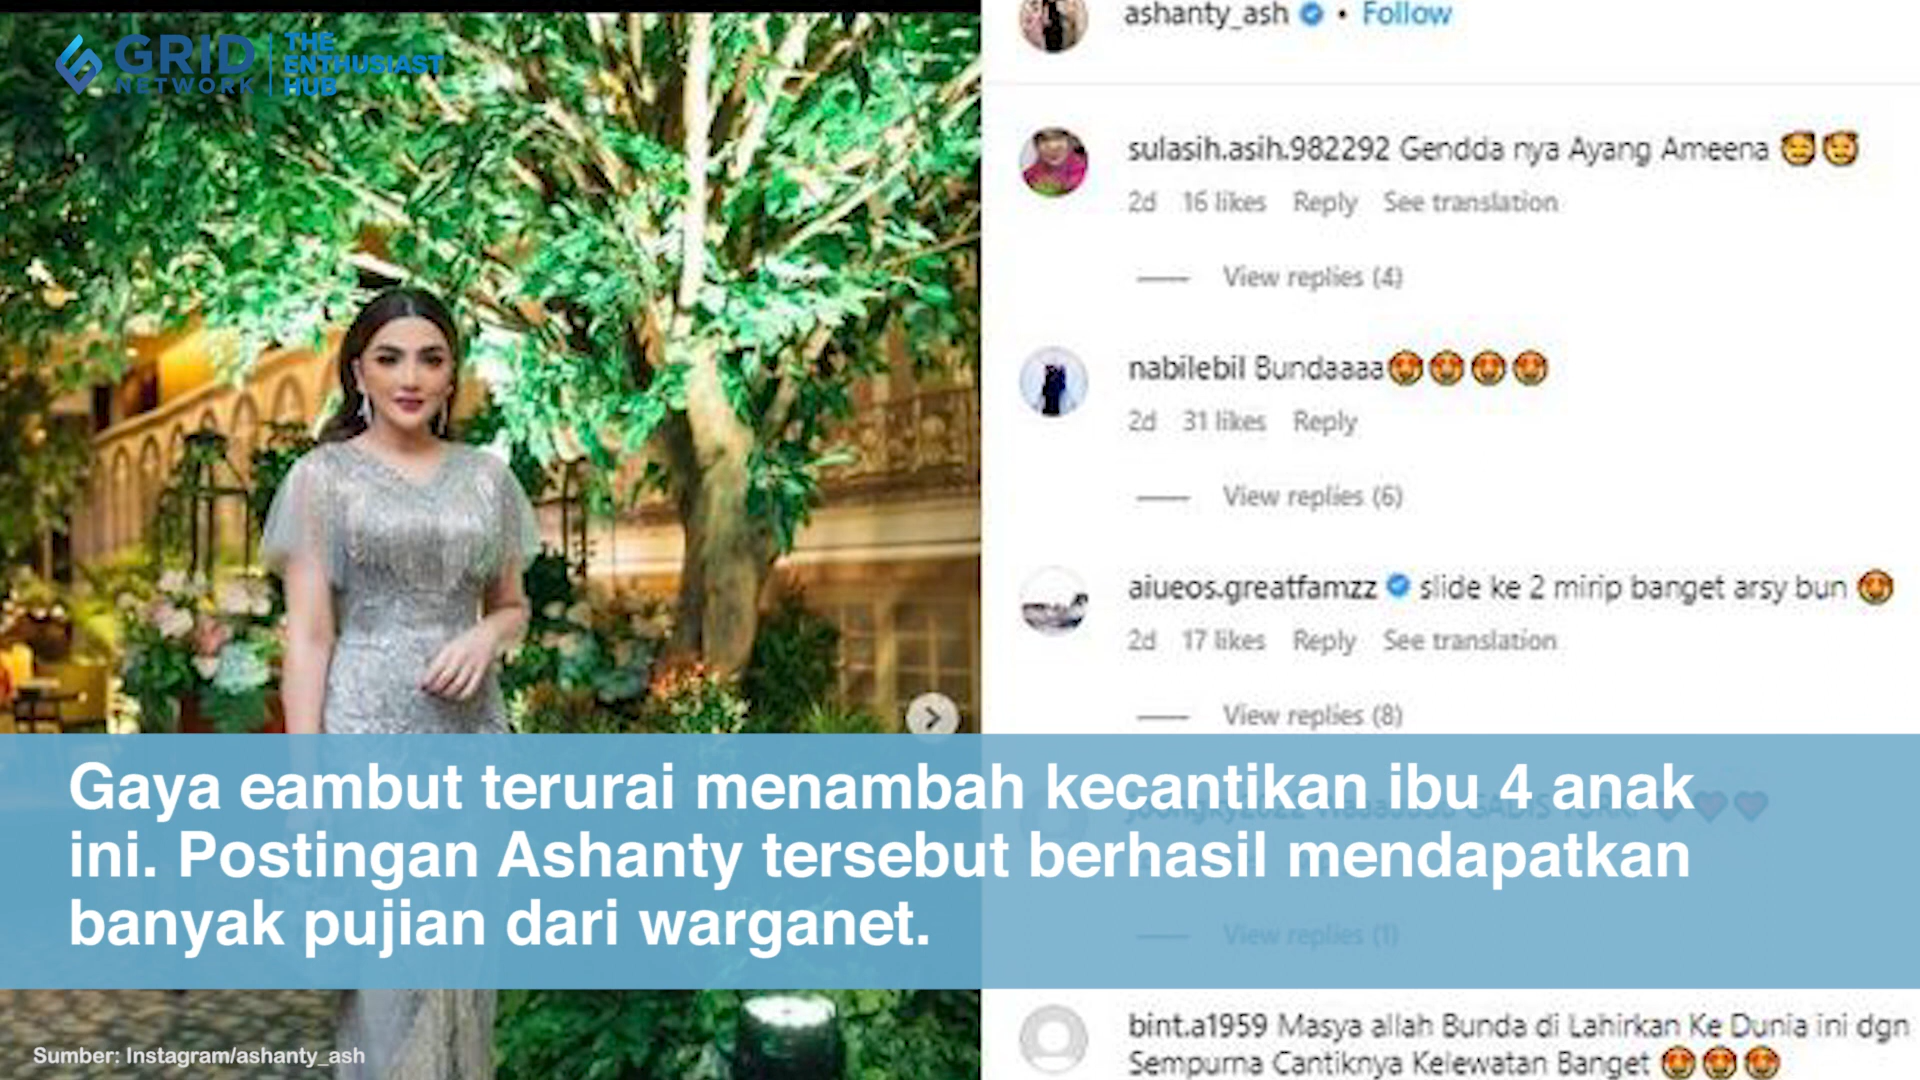 GRID
NETWORK
THE
ENTHUSIAST
HUB
ashanty_ash • Follow
sulasih.asih.982292 Gendda nya Ayang Ameena
2d 16 likes Reply See translation
View replies (4)
nabilebil Bundaaaa
2d 31 likes Reply
View replies (6)
aiueos.greatfamzz slide ke 2 mirip banget arsy bun
2d 17 likes Reply See translation
View replies (8)
Gaya eambut terurai menambah kecantikan ibu 4 anak
ini. Postingan Ashanty tersebut berhasil mendapatkan
banyak pujian dari warganet.
View replies (1)
bint.a1959 Masya allah Bunda di Lahirkan Ke Dunia ini dgn
Sempurna Cantiknya Kelewatan Banget
Sumber: Instagram/ashanty_ash